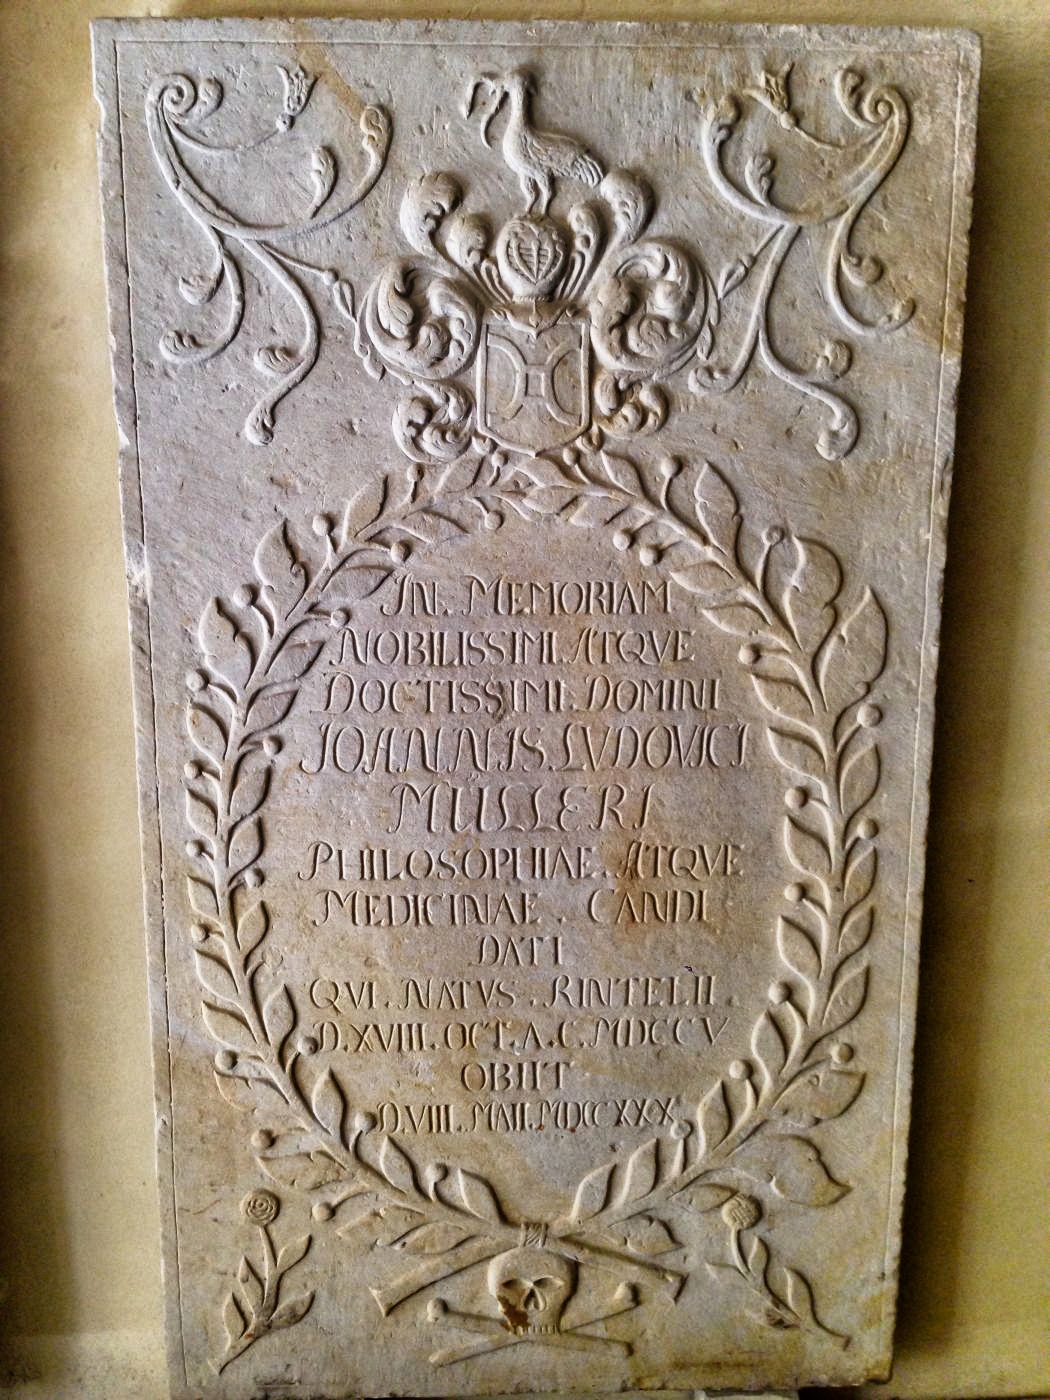 IN. MEMORIAM
NOBILISSIMI. ATQVE
DOCTISSIMI. DOMINI
JOANNIS. LVDOVICI
MÜLLERI
PHILOSOPHIAE. ATQVE
MEDICINAE. CANDI
DATI
QVI. NATVS. RINTELII.
D.XVIII. OCT. A.C. MDCCV
OBIIT
D.VIII. MAII. MDCCXXX.